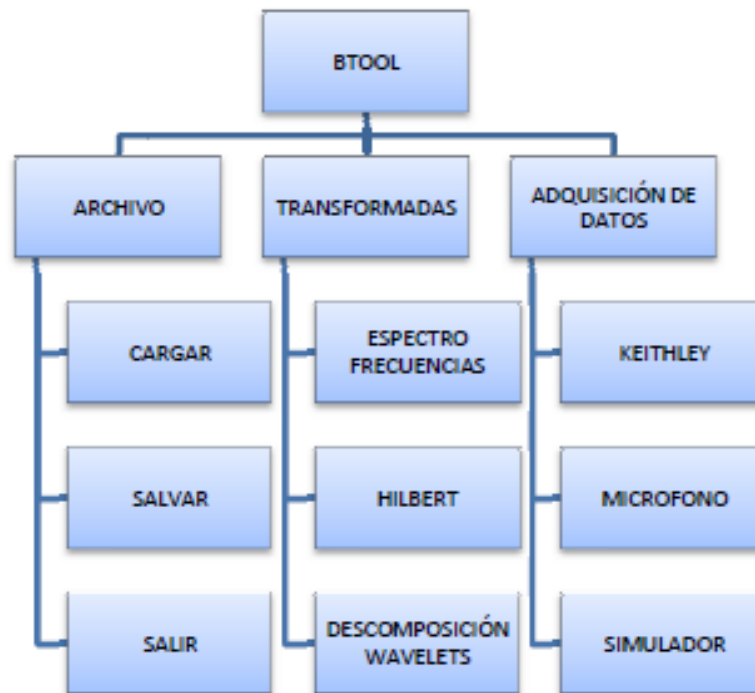 BTOOL
ARCHIVO
TRANSFORMADAS
ADQUISICIÓN DE
DATOS
CARGAR
ESPECTRO
FRECUENCIAS
KEITHLEY
SALVAR
HILBERT
MICROFONO
SALIR
DESCOMPOSICIÓN
WAVELETS
SIMULADOR